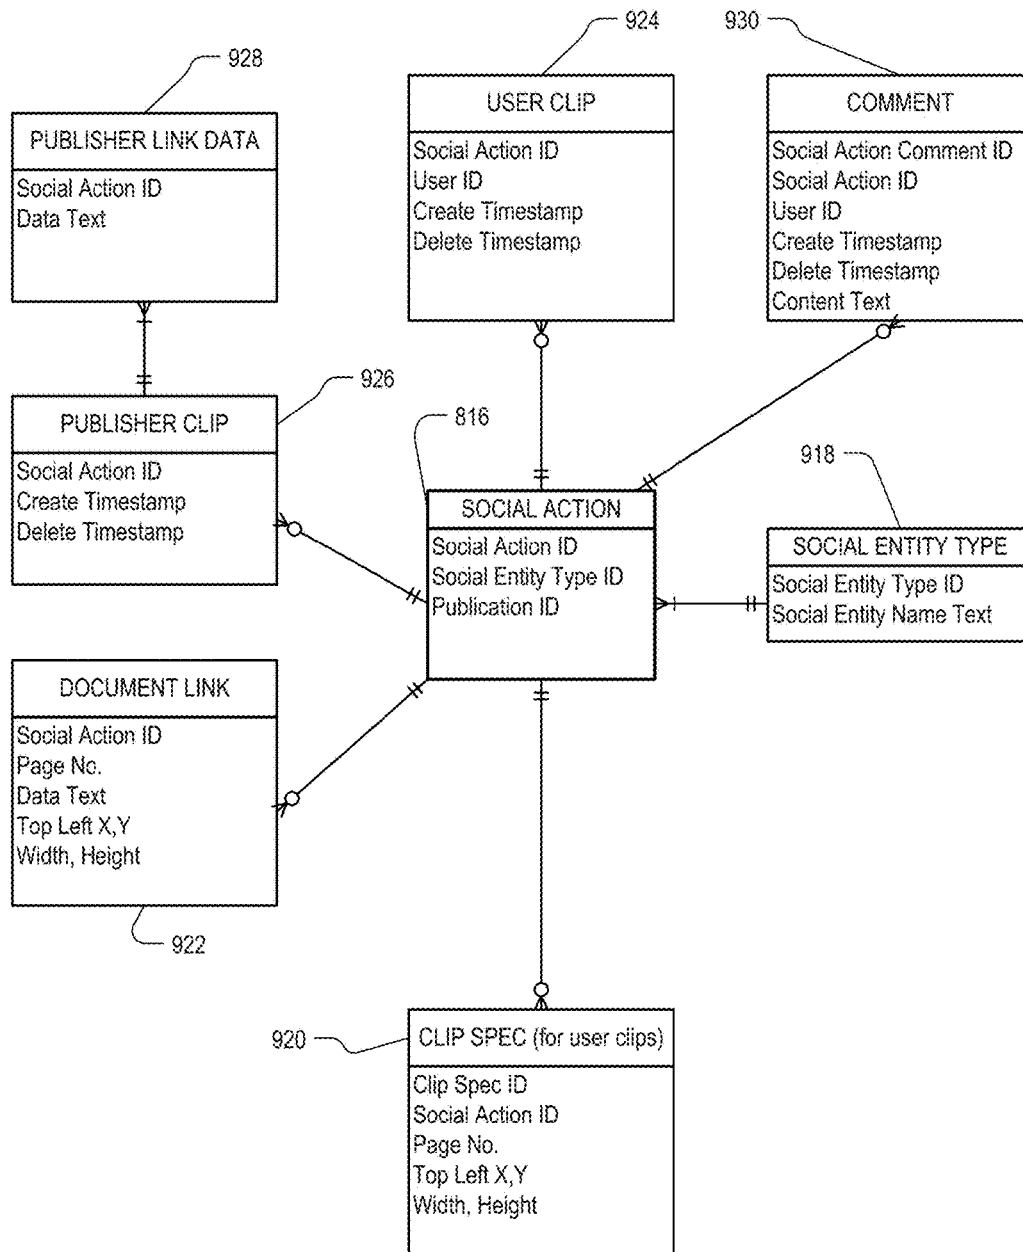 924
930
928
USER CLIP
Social Action ID
User ID
Create Timestamp
Delete Timestamp
COMMENT
Social Action Comment ID
Social Action ID
User ID
Create Timestamp
Delete Timestamp
Content Text
PUBLISHER LINK DATA
Social Action ID
Data Text
926
PUBLISHER CLIP
Social Action ID
Create Timestamp
Delete Timestamp
816
SOCIAL ACTION
Social Action ID
Social Entity Type ID
Publication ID
918
SOCIAL ENTITY TYPE
Social Entity Type ID
Social Entity Name Text
DOCUMENT LINK
Social Action ID
Page No.
Data Text
Top Left X,Y
Width, Height
922
920
CLIP SPEC (for user clips)
Clip Spec ID
Social Action ID
Page No.
Top Left X,Y
Width, Height